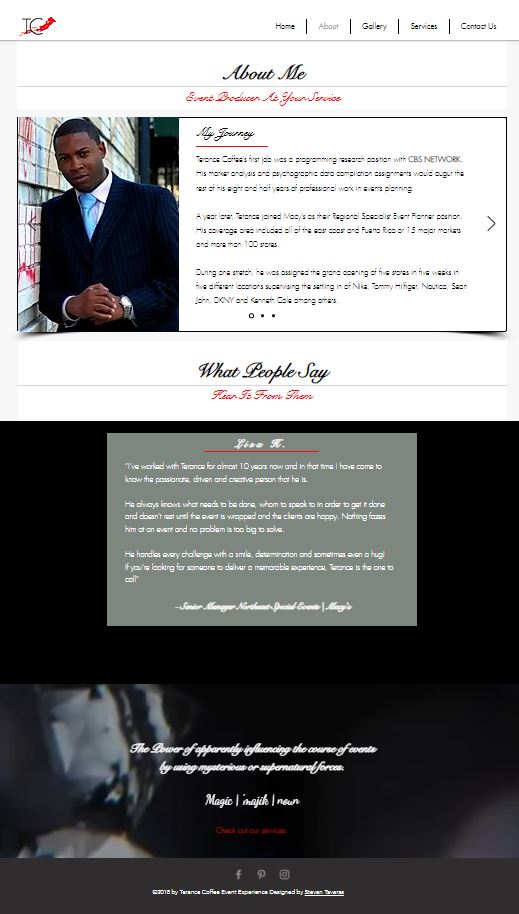 TC
Home
About
Gallery
Services
Contact Us
About Me
Event Producer At Your Service
My Journey
Terance Coffee's first job was a programming research position with CBS NETWORK.
His market analysis and psychographic data compilation assignments would augur the
rest of his eight and half years of professional work in events planning.
A year later, Terance joined Macy's as their Regional Specialist Event Planner position.
His coverage area included all of the east coast and Puerto Rico or 15 major markets
and more than 100 stores.
During one stretch, he was assigned the grand opening of five stores in five weeks in
five different locations supervising the settling in of Nike, Tommy Hilfiger, Nautica, Sean
John, DKNY and Kenneth Cole among others.
What People Say
Hear It From Them
Lisa K.
"I've worked with Terance for almost 10 years now and in that time I have come to
know the passionate, driven and creative person that he is.
He always knows what needs to be done, whom to speak to in order to get it done
and doesn't rest until the event is wrapped and the clients are happy. Nothing fazes
him at an event and no problem is too big to solve.
He handles every challenge with a smile, determination and sometimes even a hug!
If you're looking for someone to deliver a memorable experience, Terance is the one to
call"
-Senior Manager Northeast-Special Events | Macy's
The Power of apparently influencing the course of events
by using mysterious or supernatural forces.
Magic | 'majik | noun
Check out our services
©2018 by Terance Coffee Event Experience Designed by Steven Taveras